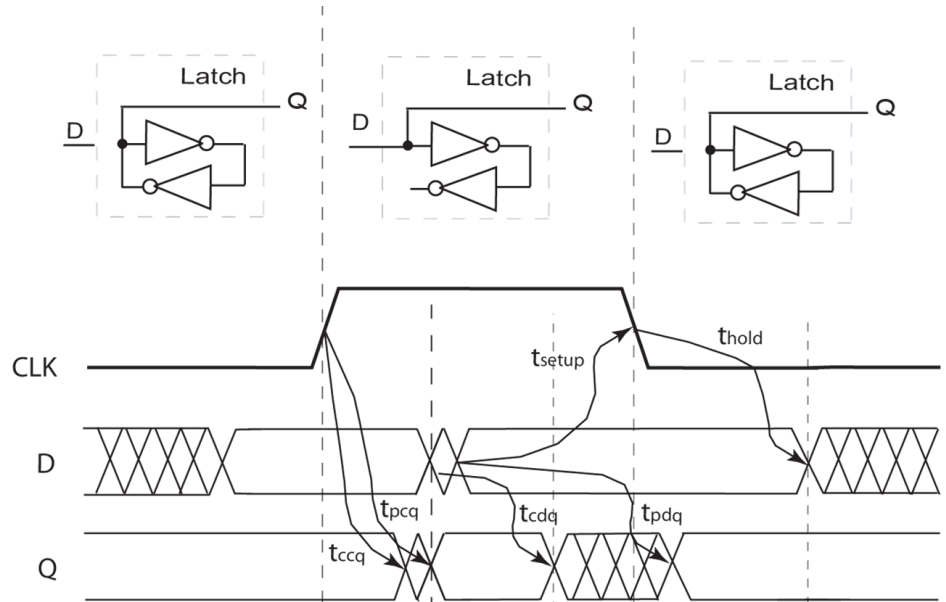 Latch
Q
D
Latch
Q
D
Latch
Q
D
CLK
tsetup
thold
D
tpcq
tccq
tcdq
tpdq
Q